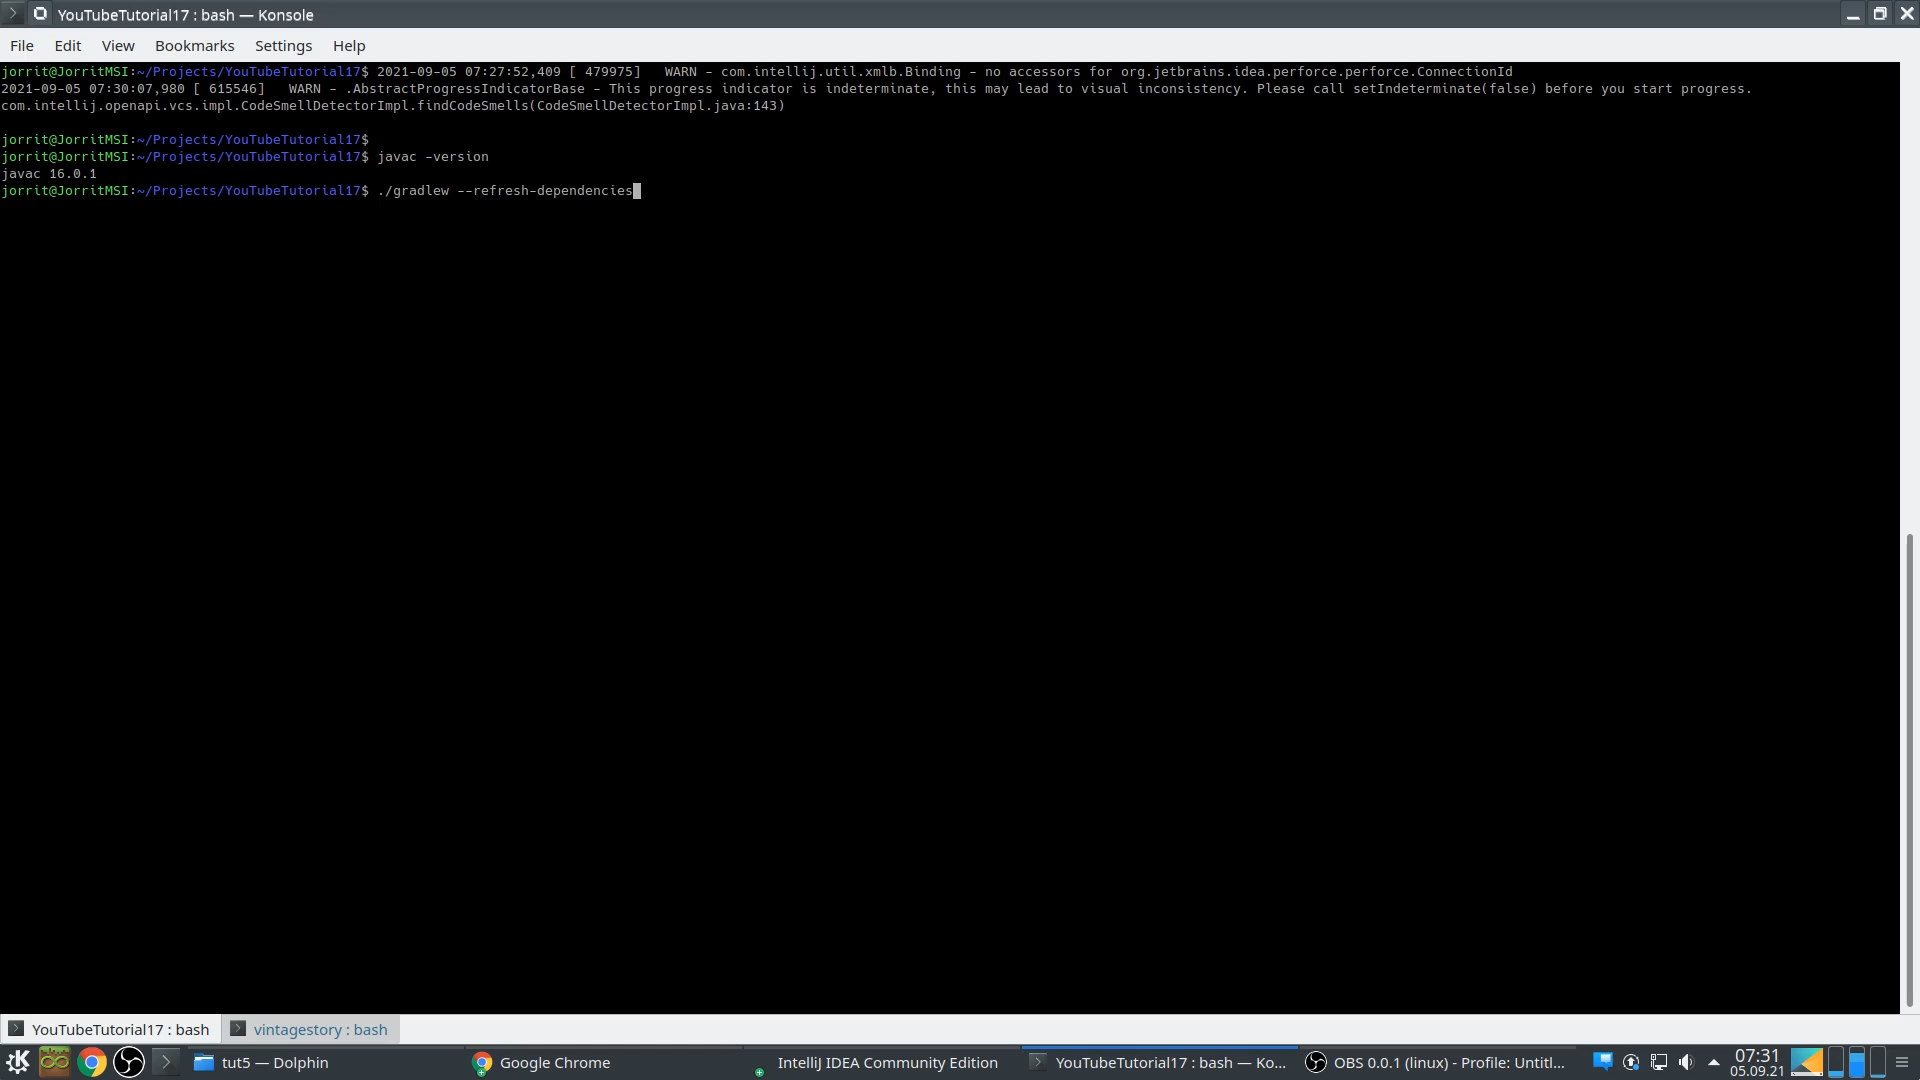 YouTubeTutorial17 : bash — Konsole
File Edit View Bookmarks Settings Help
jorrit@JorritMSI:~/Projects/YouTubeTutorial17$ 2021-09-05 07:27:52,409 [ 479975]   WARN - com.intellij.util.xmlb.Binding - no accessors for org.jetbrains.idea.perforce.perforce.ConnectionId
2021-09-05 07:30:07,980 [ 615546]   WARN - .AbstractProgressIndicatorBase - This progress indicator is indeterminate, this may lead to visual inconsistency. Please call setIndeterminate(false) before you start progress.
com.intellij.openapi.vcs.impl.CodeSmellDetectorImpl.findCodeSmells(CodeSmellDetectorImpl.java:143)
jorrit@JorritMSI:~/Projects/YouTubeTutorial17$
jorrit@JorritMSI:~/Projects/YouTubeTutorial17$ javac -version
javac 16.0.1
jorrit@JorritMSI:~/Projects/YouTubeTutorial17$ ./gradlew --refresh-dependencies
YouTubeTutorial17 : bash vintagestory : bash
tut5 — Dolphin Google Chrome IntelliJ IDEA Community Edition YouTubeTutorial17 : bash — Ko... OBS 0.0.1 (linux) - Profile: Untitl... 07:31
05.09.21